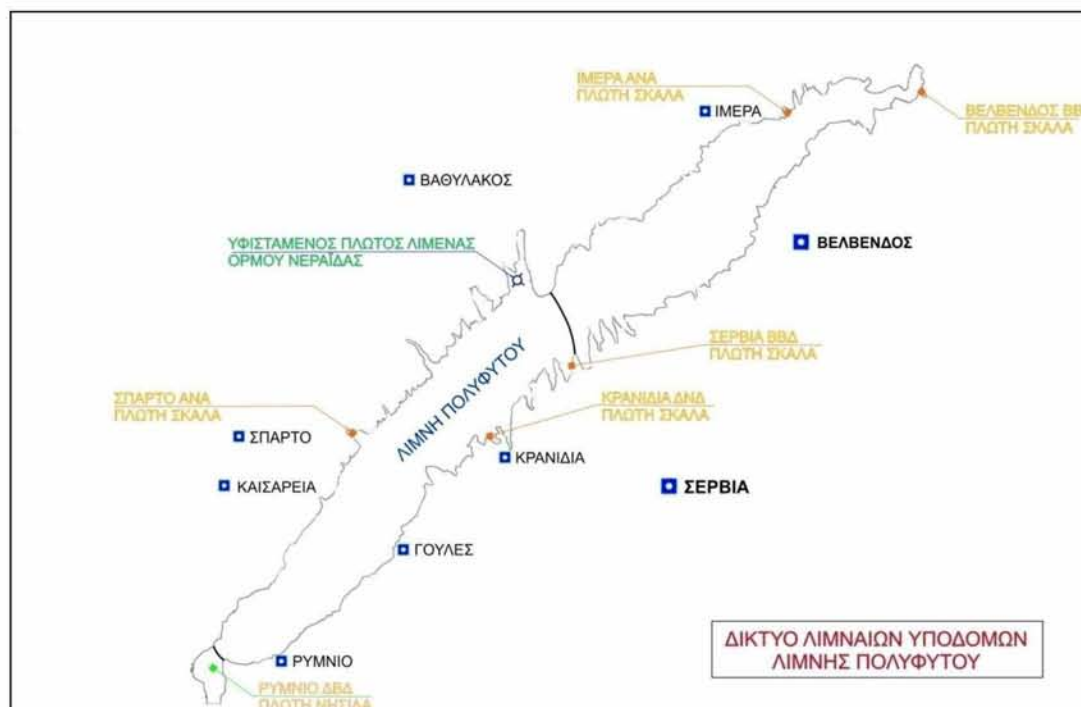 ΙΜΕΡΑ ΑΝΑ
ΠΛΩΤΗ ΣΚΑΛΑ
ΙΜΕΡΑ
ΒΕΛΒΕΝΔΟΣ ΒΒ
ΠΛΩΤΗ ΣΚΑΛΑ
ΒΑΘΥΛΑΚΟΣ
ΥΦΙΣΤΑΜΕΝΟΣ ΠΛΩΤΟΣ ΛΙΜΕΝΑΣ
ΟΡΜΟΥ ΝΕΡΑΪΔΑΣ
ΒΕΛΒΕΝΔΟΣ
ΣΕΡΒΙΑ ΒΒΔ
ΠΛΩΤΗ ΣΚΑΛΑ
ΛΙΜΝΗ ΠΟΛΥΦΥΤΟΥ
ΣΠΑΡΤΟ ΑΝΑ
ΠΛΩΤΗ ΣΚΑΛΑ
ΚΡΑΝΙΔΙΑ ΔΝΔ
ΠΛΩΤΗ ΣΚΑΛΑ
ΣΠΑΡΤΟ
ΚΡΑΝΙΔΙΑ
ΚΑΙΣΑΡΕΙΑ
ΣΕΡΒΙΑ
ΓΟΥΛΕΣ
ΡΥΜΝΙΟ
ΡΥΜΝΙΟ ΔΒΔ
ΠΛΩΤΗ ΝΗΣΙΔΑ
ΔΙΚΤΥΟ ΛΙΜΝΑΙΩΝ ΥΠΟΔΟΜΩΝ
ΛΙΜΝΗΣ ΠΟΛΥΦΥΤΟΥ